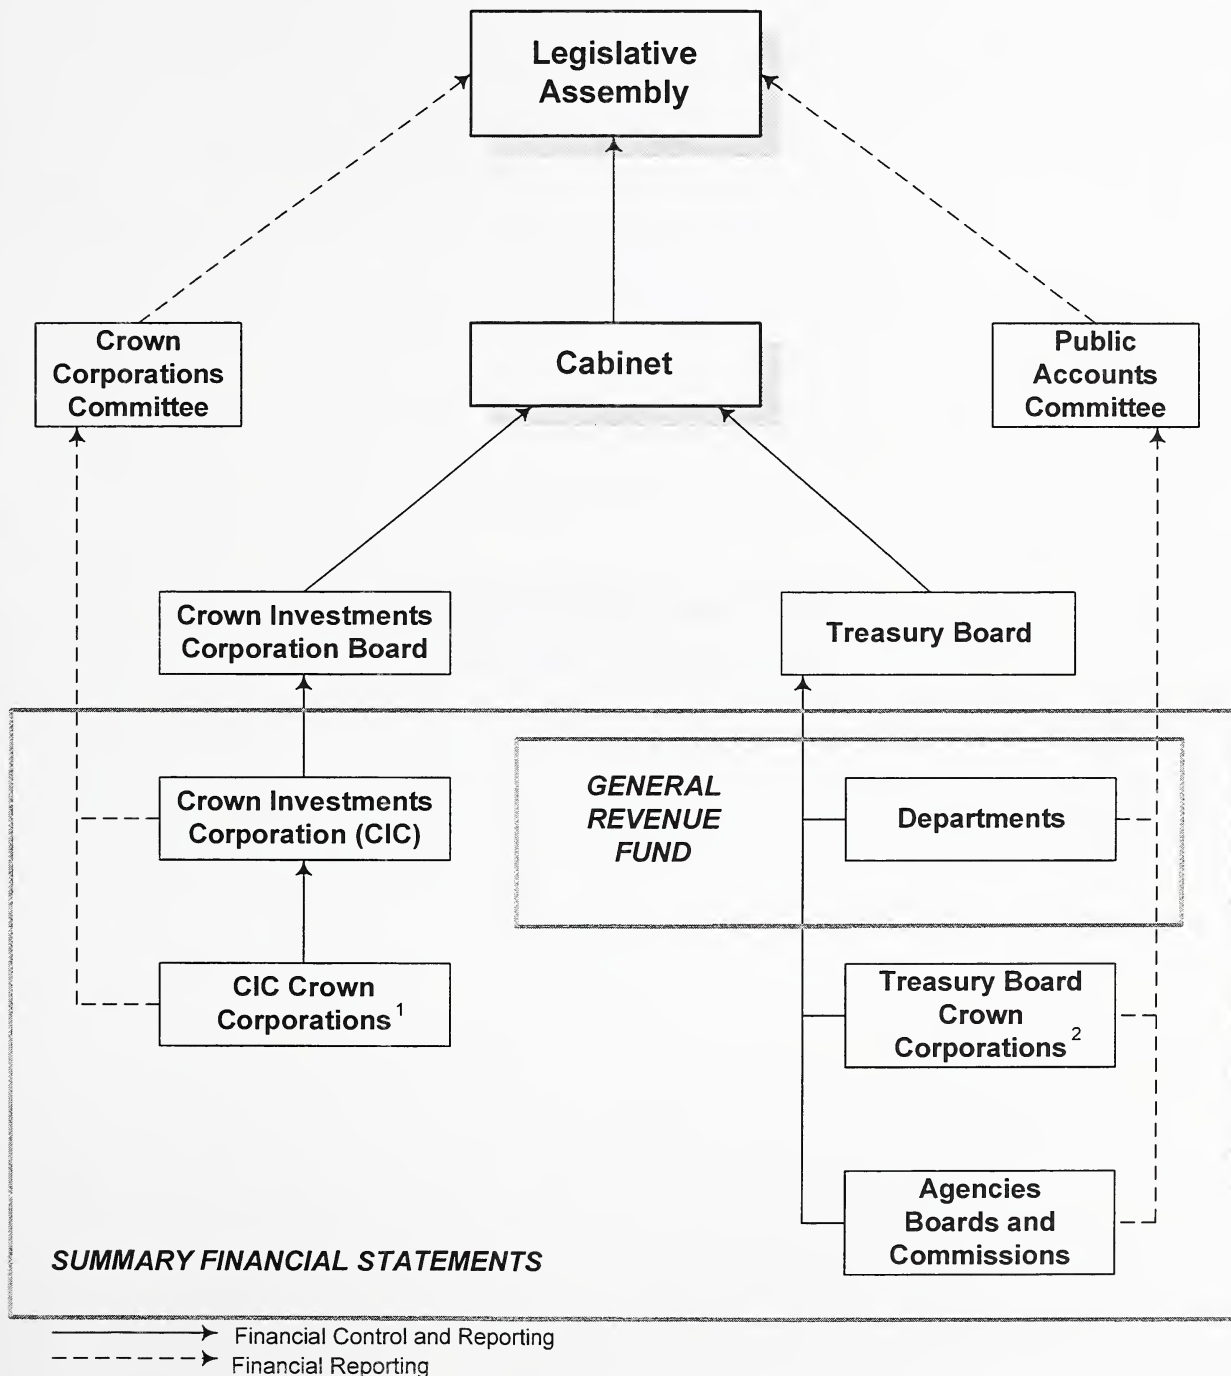 Legislative
Assembly
Crown
Corporations
Committee
Cabinet
Public
Accounts
Committee
Crown Investments
Corporation Board
Treasury Board
Crown Investments
Corporation (CIC)
GENERAL
REVENUE
FUND
Departments
CIC Crown
Corporations 1
Treasury Board
Crown
Corporations 2
Agencies
Boards and
Commissions
SUMMARY FINANCIAL STATEMENTS
Financial Control and Reporting
Financial Reporting